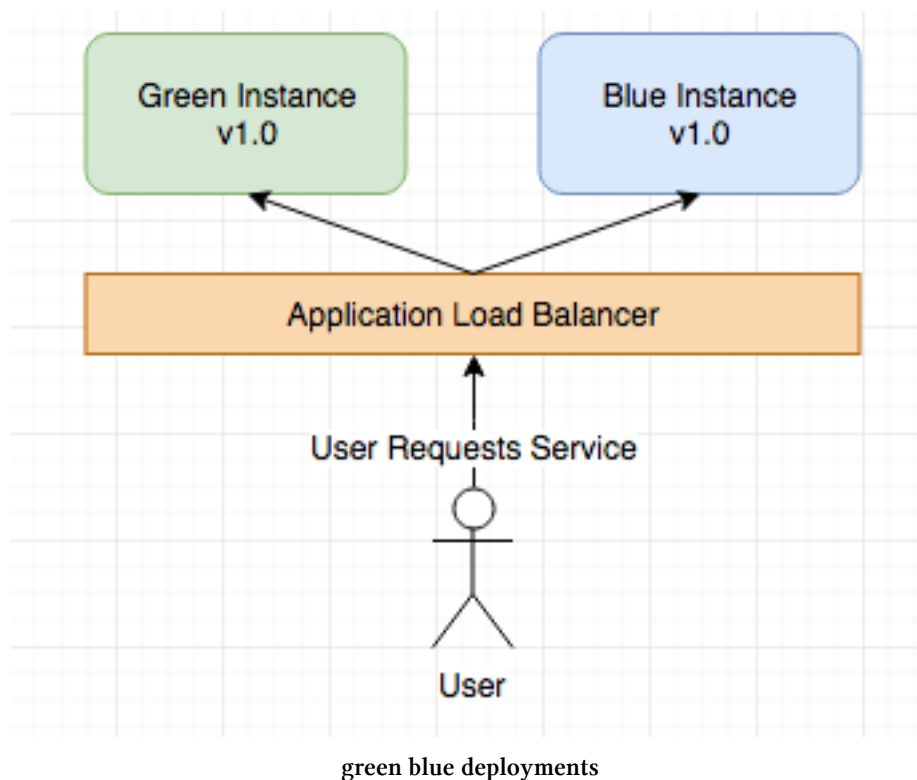 Green Instance
v1.0
Blue Instance
v1.0
Application Load Balancer
User Requests Service
User
green blue deployments